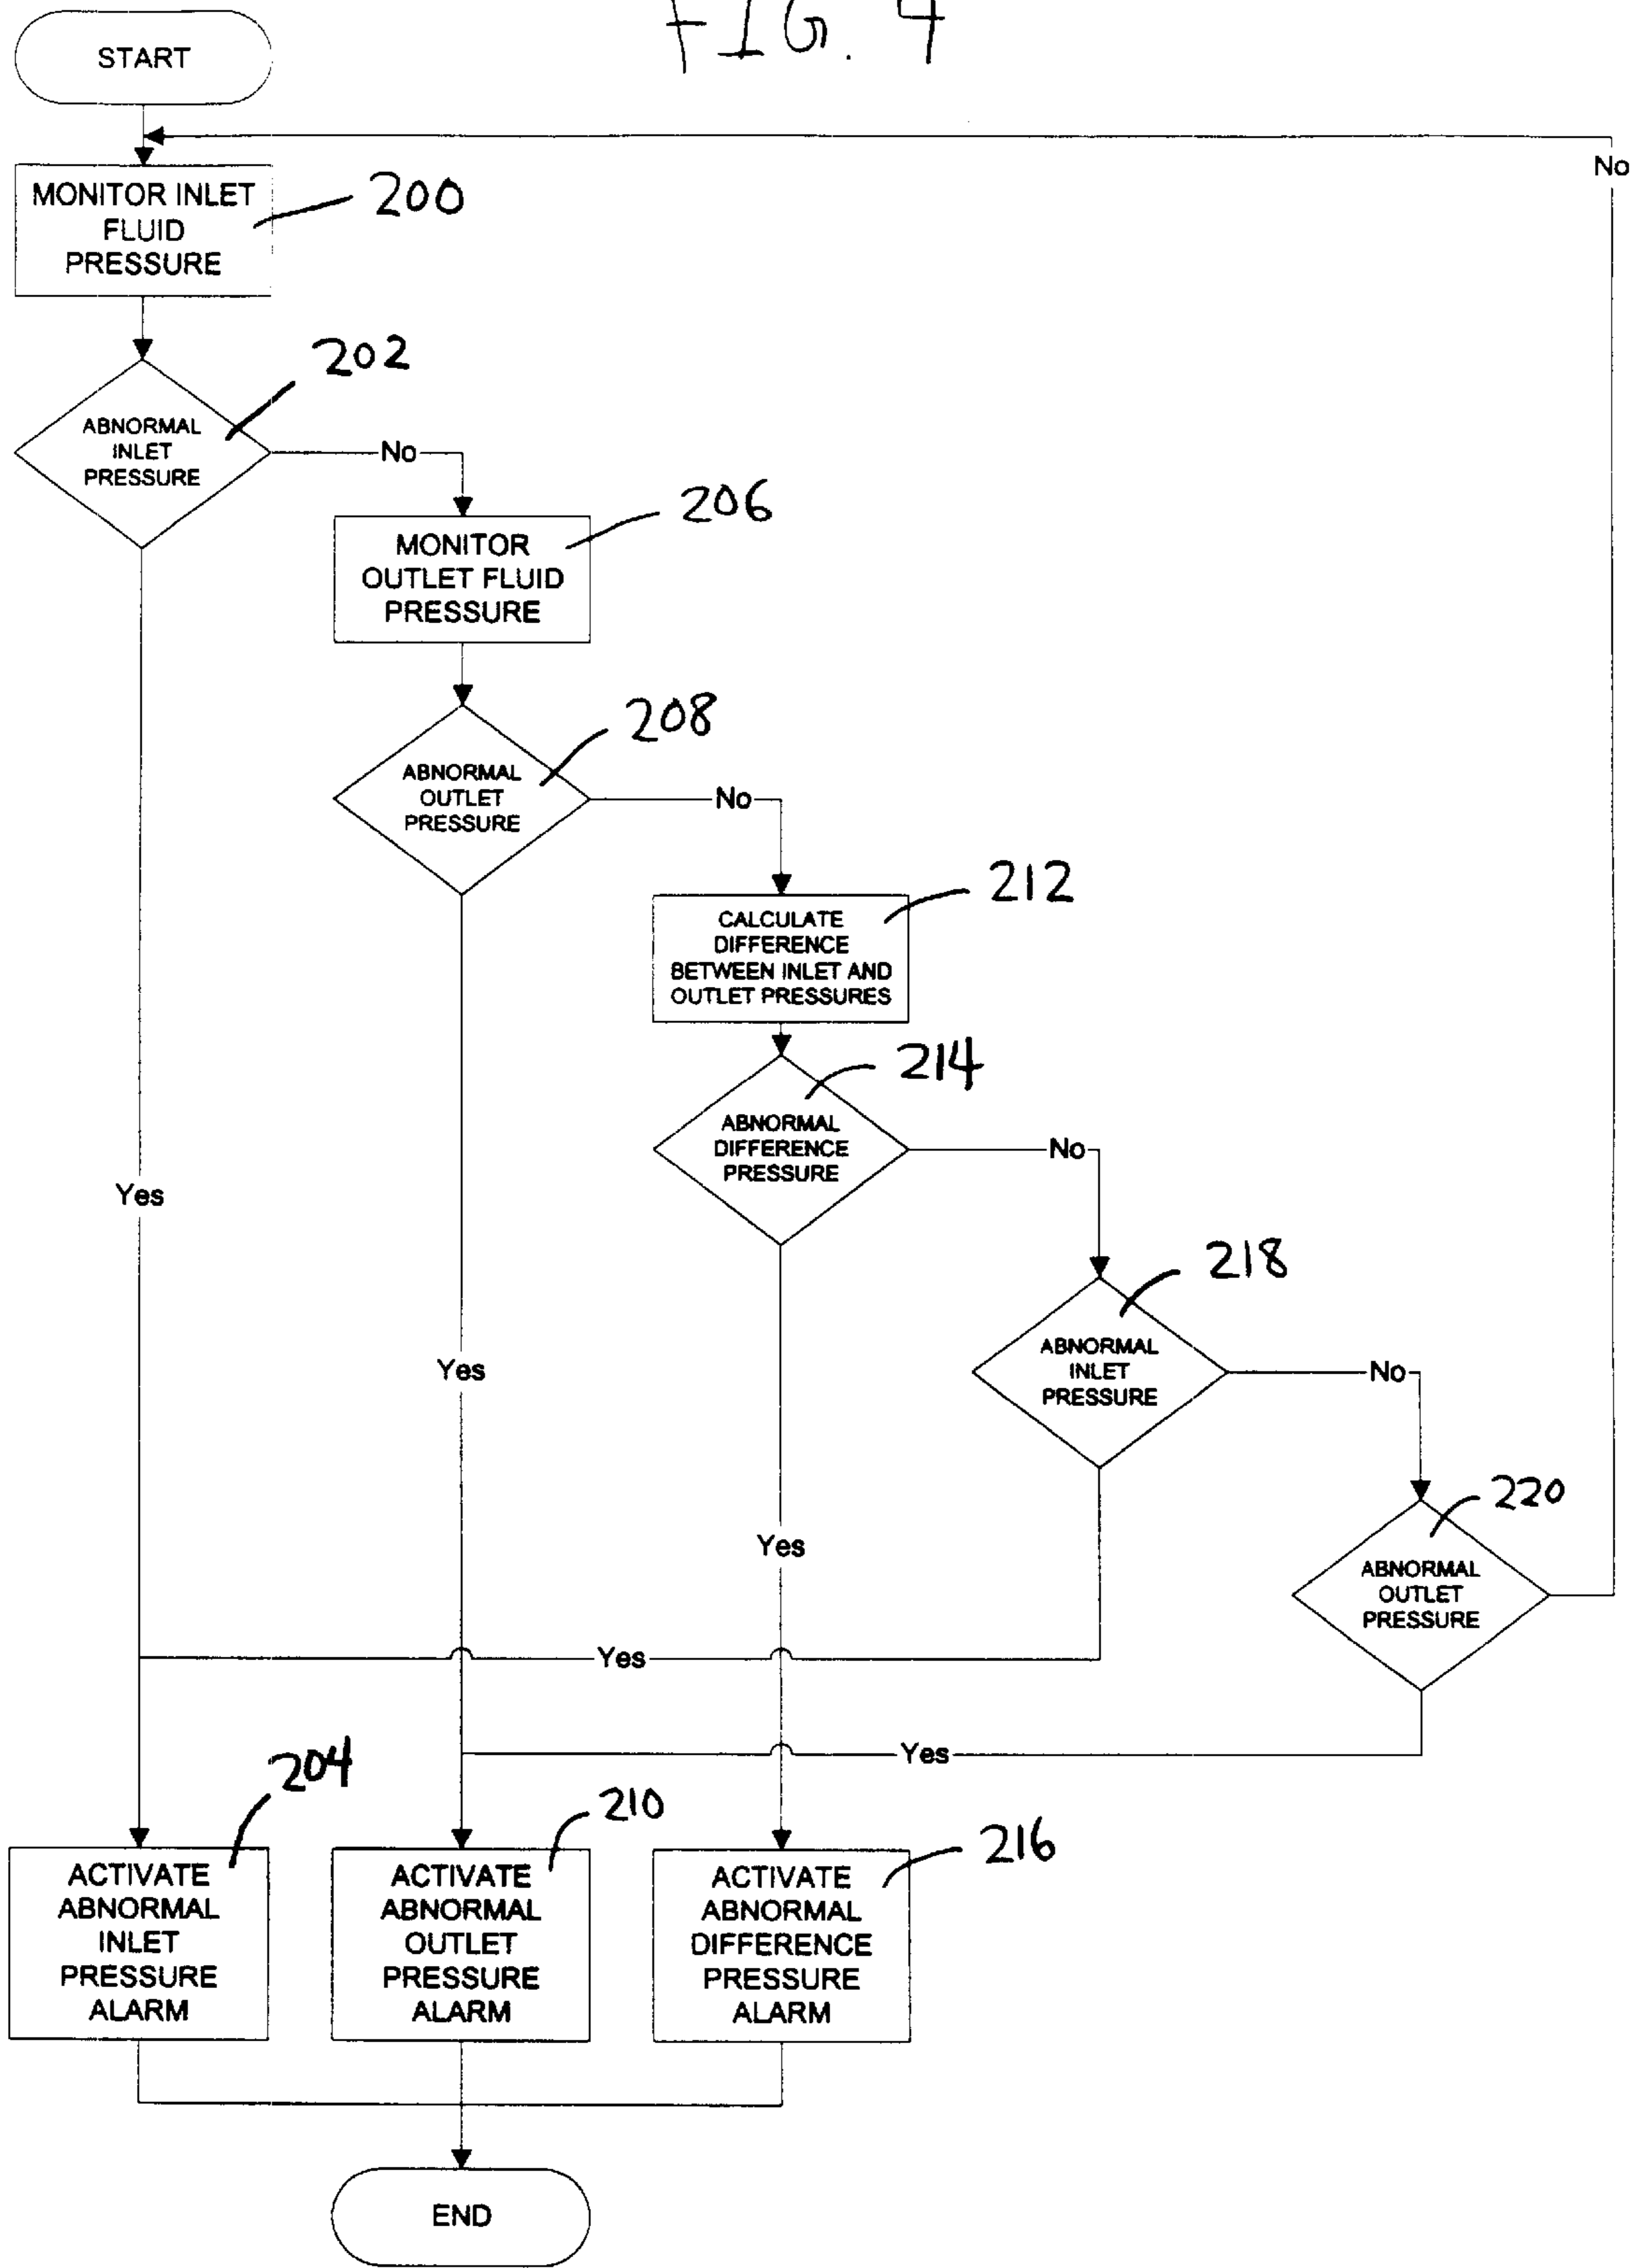 FIG. 4
START
No
MONITOR INLET
FLUID
PRESSURE
200
202
ABNORMAL
INLET
PRESSURE
No
206
MONITOR
OUTLET FLUID
PRESSURE
208
ABNORMAL
OUTLET
PRESSURE
No
212
CALCULATE
DIFFERENCE
BETWEEN INLET AND
OUTLET PRESSURES
214
ABNORMAL
DIFFERENCE
PRESSURE
No
Yes
218
ABNORMAL
INLET
PRESSURE
No
Yes
220
Yes
ABNORMAL
OUTLET
PRESSURE
Yes
Yes
204
ACTIVATE
ABNORMAL
INLET
PRESSURE
ALARM
210
ACTIVATE
ABNORMAL
OUTLET
PRESSURE
ALARM
216
ACTIVATE
ABNORMAL
DIFFERENCE
PRESSURE
ALARM
END